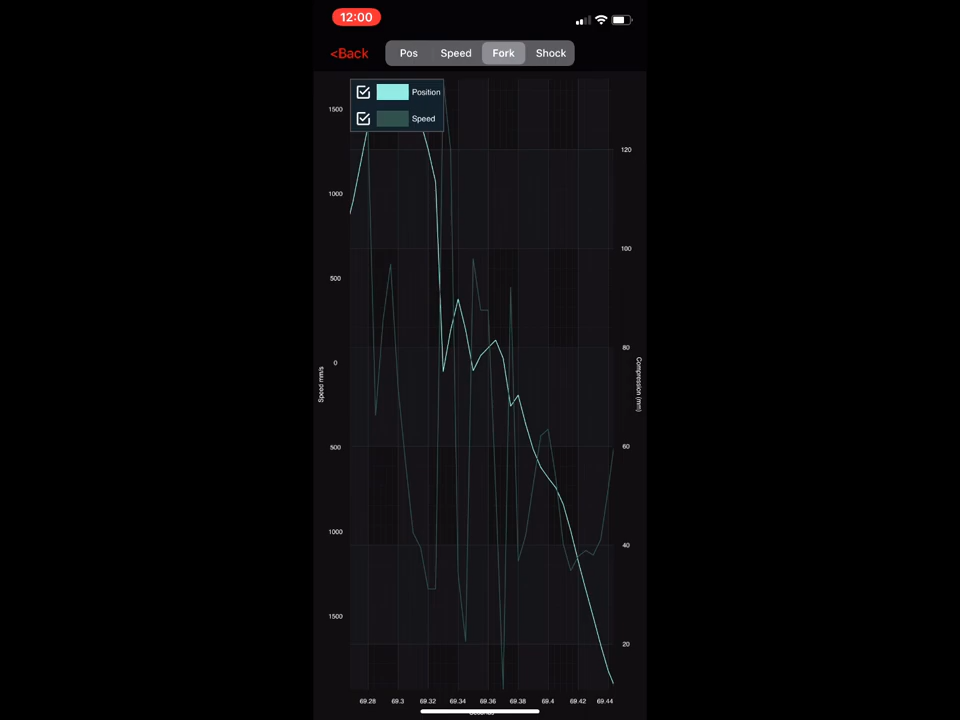 12:00
<Back Pos Speed Fork Shock
Position
Speed
1500
1000
500
0
500
1000
1500
Speed mm/s
120
100
80
60
40
20
Compression (mm)
69.28 69.3 69.32 69.34 69.36 69.38 69.4 69.42 69.44